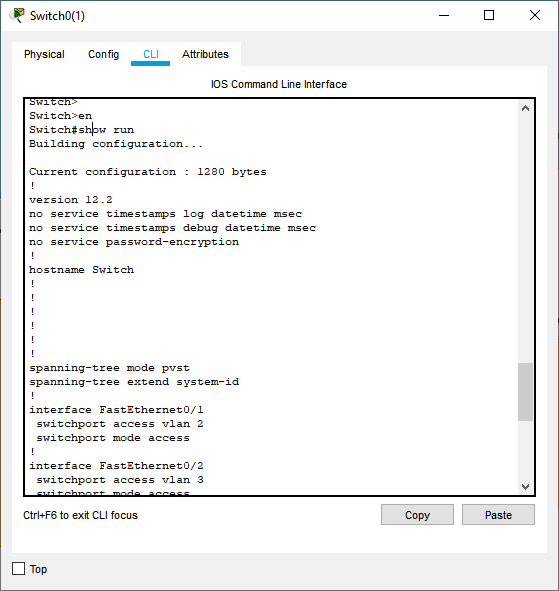 Switch0(1)
Physical Config CLI Attributes
IOS Command Line Interface
Switch>
Switch>en
Switch#show run
Building configuration...
Current configuration : 1280 bytes
!
version 12.2
no service timestamps log datetime msec
no service timestamps debug datetime msec
no service password-encryption
!
hostname Switch
!
!
!
!
!
!
spanning-tree mode pvst
spanning-tree extend system-id
!
interface FastEthernet0/1
switchport access vlan 2
switchport mode access
!
interface FastEthernet0/2
switchport access vlan 3
switchport mode access
Ctrl+F6 to exit CLI focus
Copy Paste
Top